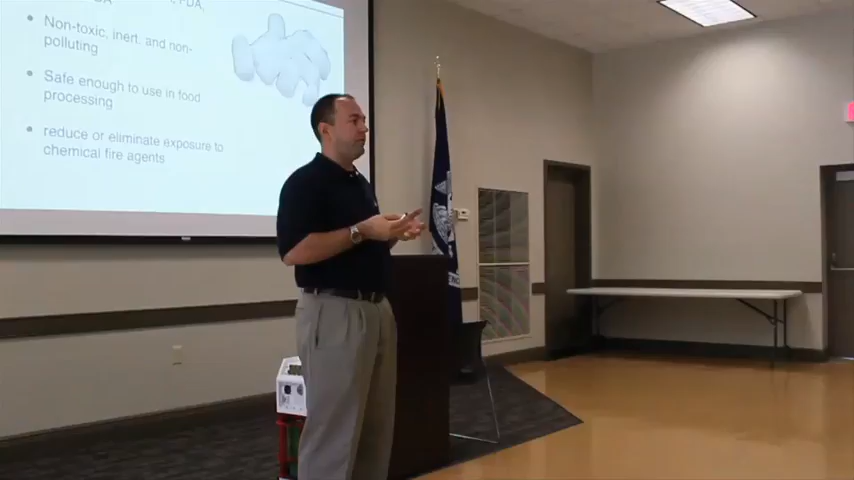 FDA,
Non-toxic, inert, and non-
polluting
Safe enough to use in food
processing
reduce or eliminate exposure to
chemical fire agents